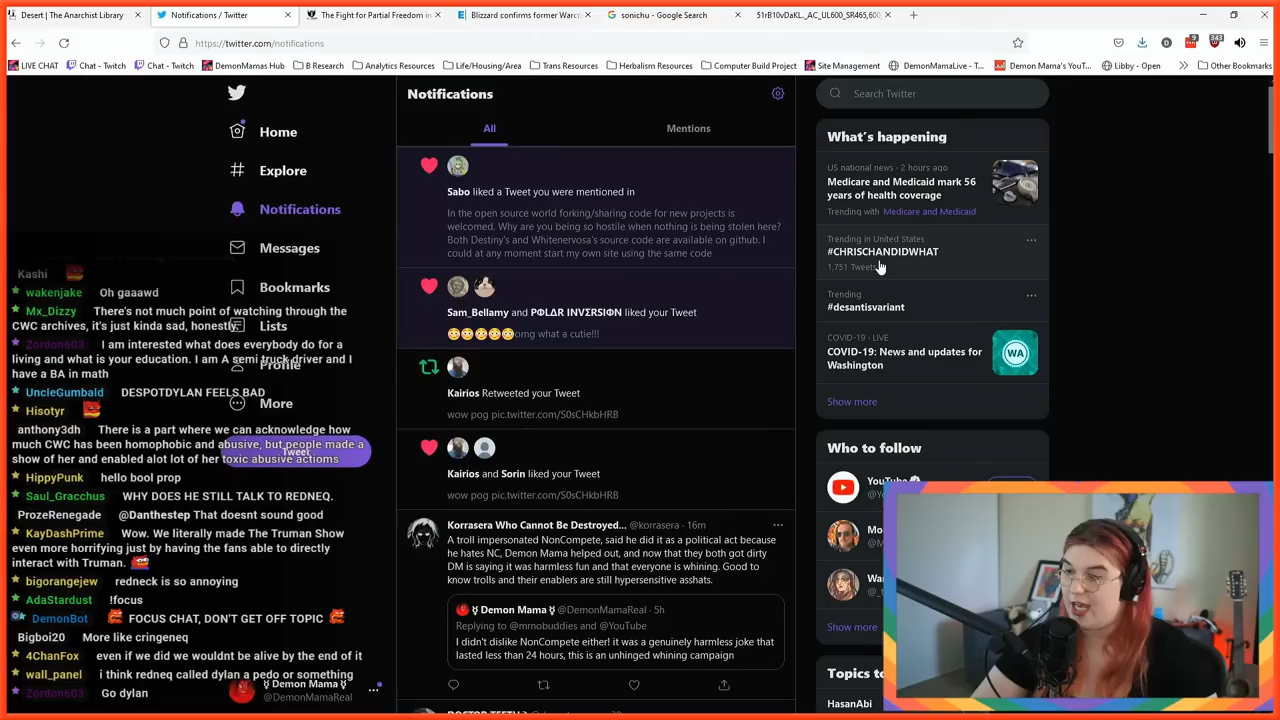 Desert | The Anarchist Library
Notifications / Twitter
The Fight for Partial Freedom in
Blizzard confirms former Warcr
sonichu - Google Search
51rB10vDaKL._AC_UL600_SR465,600
https://twitter.com/notifications
LIVE CHAT
Chat - Twitch
Chat - Twitch
DemonMamas Hub
B Research
Analytics Resources
Life/Housing/Area
Trans Resources
Herbalism Resources
Computer Build Project
Site Management
DemonMamaLive - T...
Demon Mama's YouT...
Libby - Open
Other Bookmarks
9
343
Home
Explore
Notifications
Messages
Bookmarks
Lists
Profile
More
Tweet
☿ Demon Mama ☿
@DemonMamaReal
Kashi
wakenjake Oh gaaawd
Mx_Dizzy There's not much point of watching through the
CWC archives, it's just kinda sad, honestly.
Zordon603 I am interested what does everybody do for a
living and what is your education. I am A semi truck driver and I
have a BA in math
UncleGumbald DESPOTDYLAN FEELS BAD
Hisotyr
anthony3dh There is a part where we can acknowledge how
much CWC has been homophobic and abusive, but people made a
show of her and enabled alot lot of her toxic abusive actioms
HippyPunk hello bool prop
Saul_Gracchus WHY DOES HE STILL TALK TO REDNEQ.
ProzeRenegade @Danthestep That doesnt sound good
KayDashPrime Wow. We literally made The Truman Show
even more horrifying just by having the fans able to directly
interact with Truman.
bigorangejew redneck is so annoying
AdaStardust !focus
DemonBot FOCUS CHAT, DON'T GET OFF TOPIC
Bigboi20 More like cringeneq
4ChanFox even if we did we wouldnt be alive by the end of it
wall_panel i think redneq called dylan a pedo or something
Zordon603 Go dylan
Notifications
All
Mentions
Sabo liked a Tweet you were mentioned in
In the open source world forking/sharing code for new projects is
welcomed. Why are you being so hostile when nothing is being stolen here?
Both Destiny's and Whitenervosa's source code are available on github. I
could at any moment start my own site using the same code
Sam_Bellamy and PФLΔR INVΣRSIФN liked your Tweet
😳😳😳😳😳omg what a cutie!!!
Kairios Retweeted your Tweet
wow pog pic.twitter.com/S0sCHkbHRB
Kairios and Sorin liked your Tweet
wow pog pic.twitter.com/S0sCHkbHRB
Korrasera Who Cannot Be Destroyed... @korrasera · 16m
A troll impersonated NonCompete, said he did it as a political act because
he hates NC, Demon Mama helped out, and now that they both got dirty
DM is saying it was harmless fun and that everyone is whining. Good to
know trolls and their enablers are still hypersensitive asshats.
☿ Demon Mama ☿ @DemonMamaReal · 5h
Replying to @mrmobuddies and @YouTube
I didn't dislike NonCompete either! it was a genuinely harmless joke that
lasted less than 24 hours, this is an unhinged whining campaign
Search Twitter
What's happening
US national news · 2 hours ago
Medicare and Medicaid mark 56
years of health coverage
Trending with Medicare and Medicaid
Trending in United States
#CHRISCHANDIDWHAT
1,751 Tweets
Trending
#desantisvariant
COVID-19 · LIVE
COVID-19: News and updates for
Washington
WA
Show more
Who to follow
YouTube
Mo
Wa
Show more
Topics to
HasanAbi